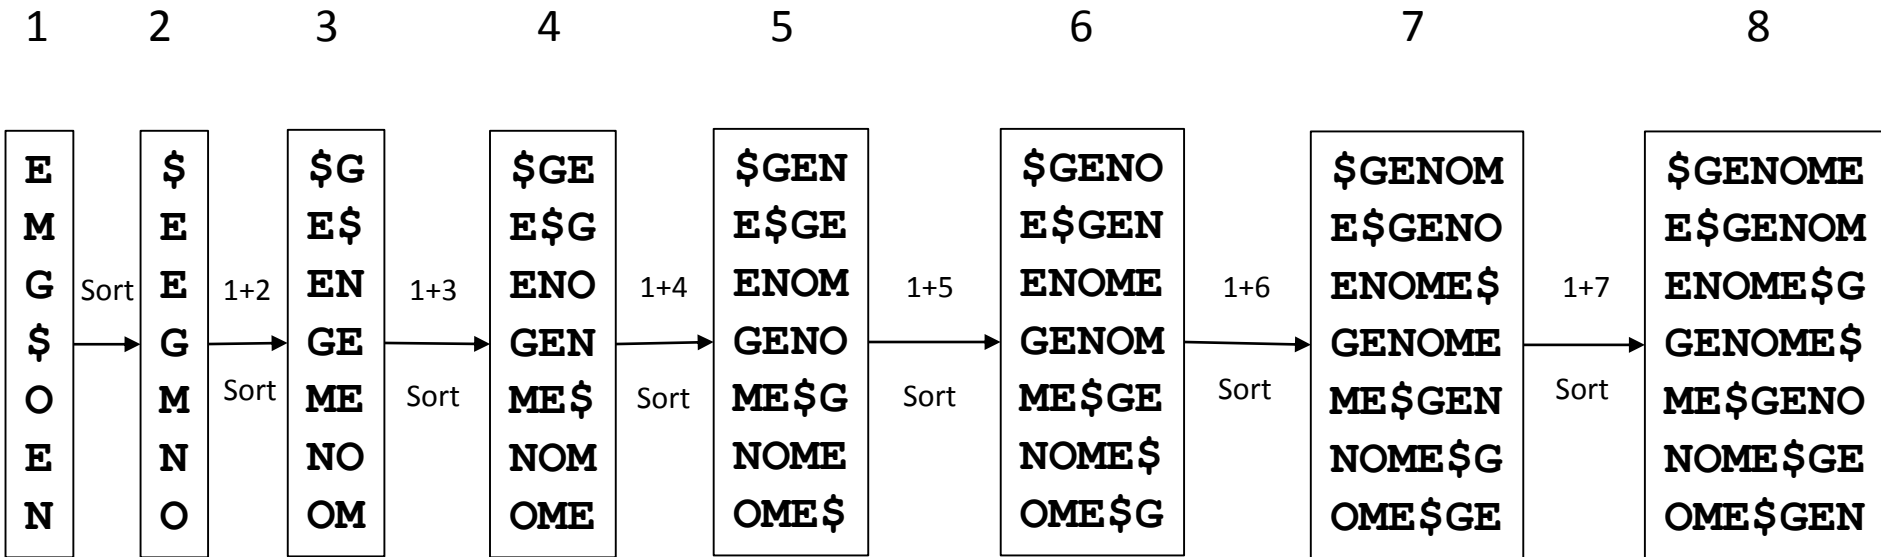 1 2 3 4 5 6 7 8
E $ $G $GE $GEN $GENO $GENOM $GENOME
M E E$ E$G E$GE E$GEN E$GENO E$GENOM
G Sort E 1+2 EN 1+3 ENO 1+4 ENOM 1+5 ENOME 1+6 ENOME$ 1+7 ENOME$G
$ G GE GEN GENO GENOM GENOME GENOME$
O M Sort ME Sort ME$ Sort ME$G Sort ME$GE Sort ME$GEN Sort ME$GENO
E N NO NOM NOME NOME$ NOME$G NOME$GE
N O OM OME OME$ OME$G OME$GE OME$GEN